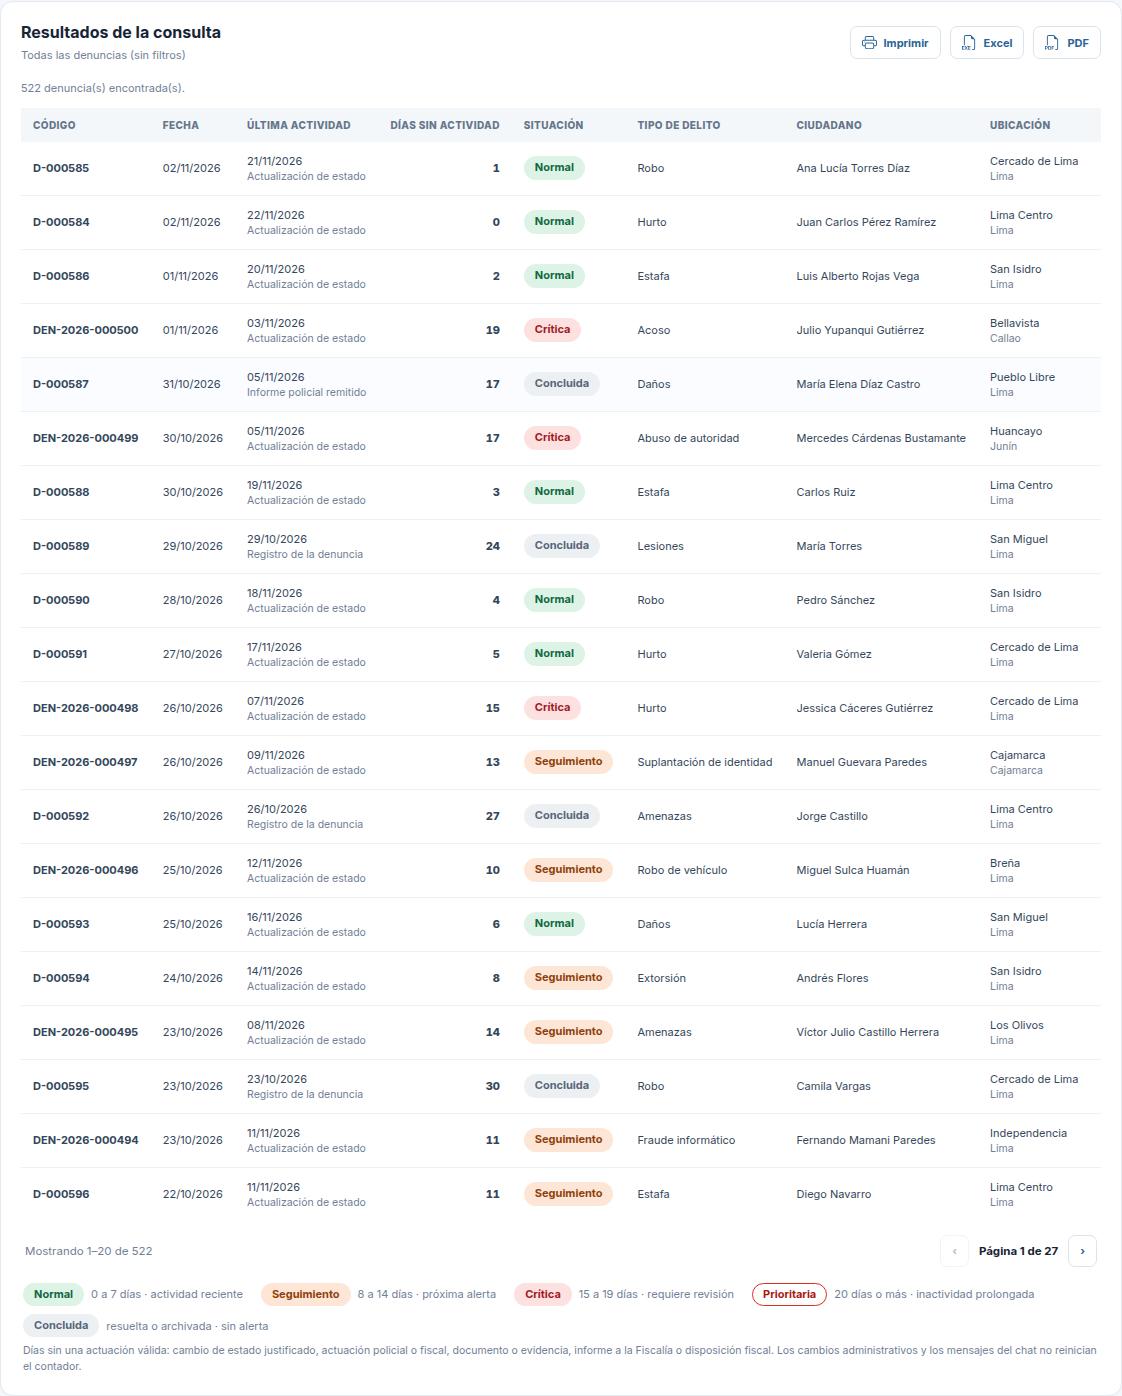 Resultados de la consulta
Todas las denuncias (sin filtros)
Imprimir
Excel
PDF
522 denuncia(s) encontrada(s).
CÓDIGO FECHA ÚLTIMA ACTIVIDAD DÍAS SIN ACTIVIDAD SITUACIÓN TIPO DE DELITO CIUDADANO UBICACIÓN
D-000585 02/11/2026 21/11/2026 1 Normal Robo Ana Lucía Torres Díaz Cercado de Lima
Actualización de estado Lima
D-000584 02/11/2026 22/11/2026 0 Normal Hurto Juan Carlos Pérez Ramírez Lima Centro
Actualización de estado Lima
D-000586 01/11/2026 20/11/2026 2 Normal Estafa Luis Alberto Rojas Vega San Isidro
Actualización de estado Lima
DEN-2026-000500 01/11/2026 03/11/2026 19 Crítica Acoso Julio Yupanqui Gutiérrez Bellavista
Actualización de estado Callao
D-000587 31/10/2026 05/11/2026 17 Concluida Daños María Elena Díaz Castro Pueblo Libre
Informe policial remitido Lima
DEN-2026-000499 30/10/2026 05/11/2026 17 Crítica Abuso de autoridad Mercedes Cárdenas Bustamante Huancayo
Actualización de estado Junín
D-000588 30/10/2026 19/11/2026 3 Normal Estafa Carlos Ruiz Lima Centro
Actualización de estado Lima
D-000589 29/10/2026 29/10/2026 24 Concluida Lesiones María Torres San Miguel
Registro de la denuncia Lima
D-000590 28/10/2026 18/11/2026 4 Normal Robo Pedro Sánchez San Isidro
Actualización de estado Lima
D-000591 27/10/2026 17/11/2026 5 Normal Hurto Valeria Gómez Cercado de Lima
Actualización de estado Lima
DEN-2026-000498 26/10/2026 07/11/2026 15 Crítica Hurto Jessica Cáceres Gutiérrez Cercado de Lima
Actualización de estado Lima
DEN-2026-000497 26/10/2026 09/11/2026 13 Seguimiento Suplantación de identidad Manuel Guevara Paredes Cajamarca
Actualización de estado Cajamarca
D-000592 26/10/2026 26/10/2026 27 Concluida Amenazas Jorge Castillo Lima Centro
Registro de la denuncia Lima
DEN-2026-000496 25/10/2026 12/11/2026 10 Seguimiento Robo de vehículo Miguel Sulca Huamán Breña
Actualización de estado Lima
D-000593 25/10/2026 16/11/2026 6 Normal Daños Lucía Herrera San Miguel
Actualización de estado Lima
D-000594 24/10/2026 14/11/2026 8 Seguimiento Extorsión Andrés Flores San Isidro
Actualización de estado Lima
DEN-2026-000495 23/10/2026 08/11/2026 14 Seguimiento Amenazas Víctor Julio Castillo Herrera Los Olivos
Actualización de estado Lima
D-000595 23/10/2026 23/10/2026 30 Concluida Robo Camila Vargas Cercado de Lima
Registro de la denuncia Lima
DEN-2026-000494 23/10/2026 11/11/2026 11 Seguimiento Fraude informático Fernando Mamani Paredes Independencia
Actualización de estado Lima
D-000596 22/10/2026 11/11/2026 11 Seguimiento Estafa Diego Navarro Lima Centro
Actualización de estado Lima
Mostrando 1–20 de 522 ‹ Página 1 de 27 ›
Normal 0 a 7 días · actividad reciente Seguimiento 8 a 14 días · próxima alerta Crítica 15 a 19 días · requiere revisión Prioritaria 20 días o más · inactividad prolongada
Concluida resuelta o archivada · sin alerta
Días sin una actuación válida: cambio de estado justificado, actuación policial o fiscal, documento o evidencia, informe a la Fiscalía o disposición fiscal. Los cambios administrativos y los mensajes del chat no reinician
el contador.